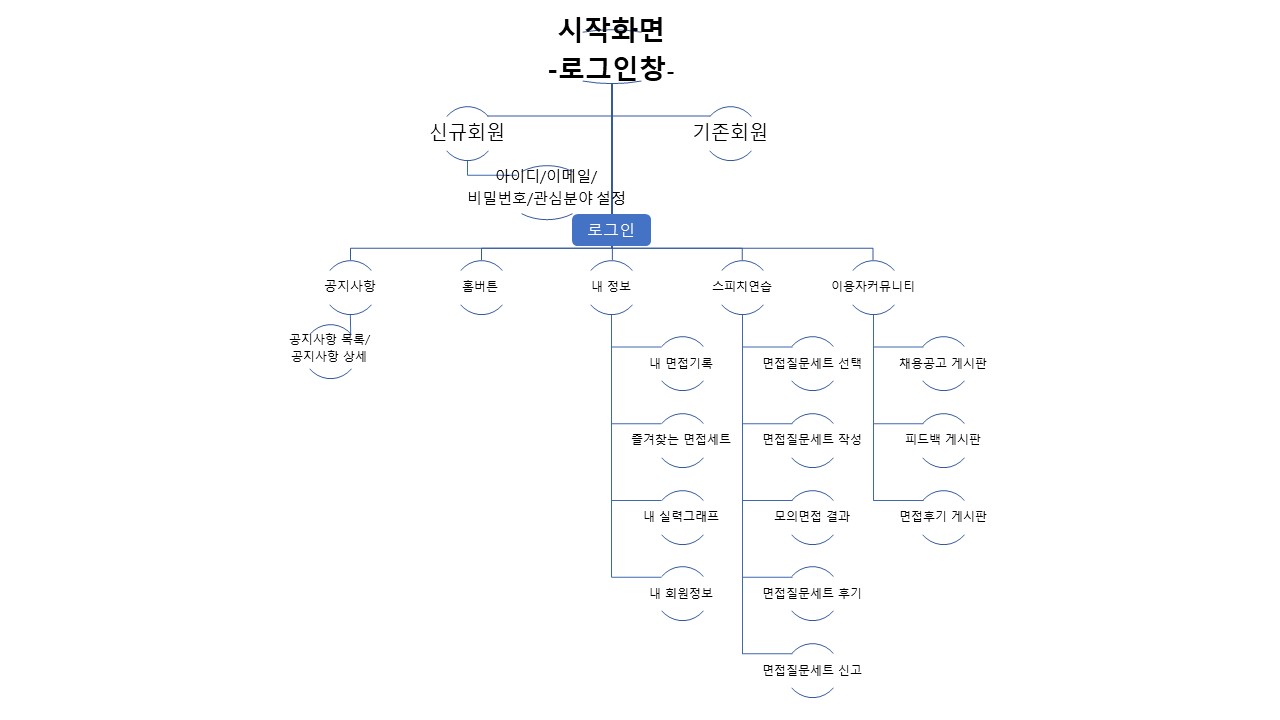 시작화면
-로그인창-
신규회원
기존회원
아이디/이메일/
비밀번호/관심분야 설정
로그인
공지사항
홈버튼
내 정보
스피치연습
이용자커뮤니티
공지사항 목록/
공지사항 상세
내 면접기록
면접질문세트 선택
채용공고 게시판
즐겨찾는 면접세트
면접질문세트 작성
피드백 게시판
내 실력그래프
모의면접 결과
면접후기 게시판
내 회원정보
면접질문세트 후기
면접질문세트 신고